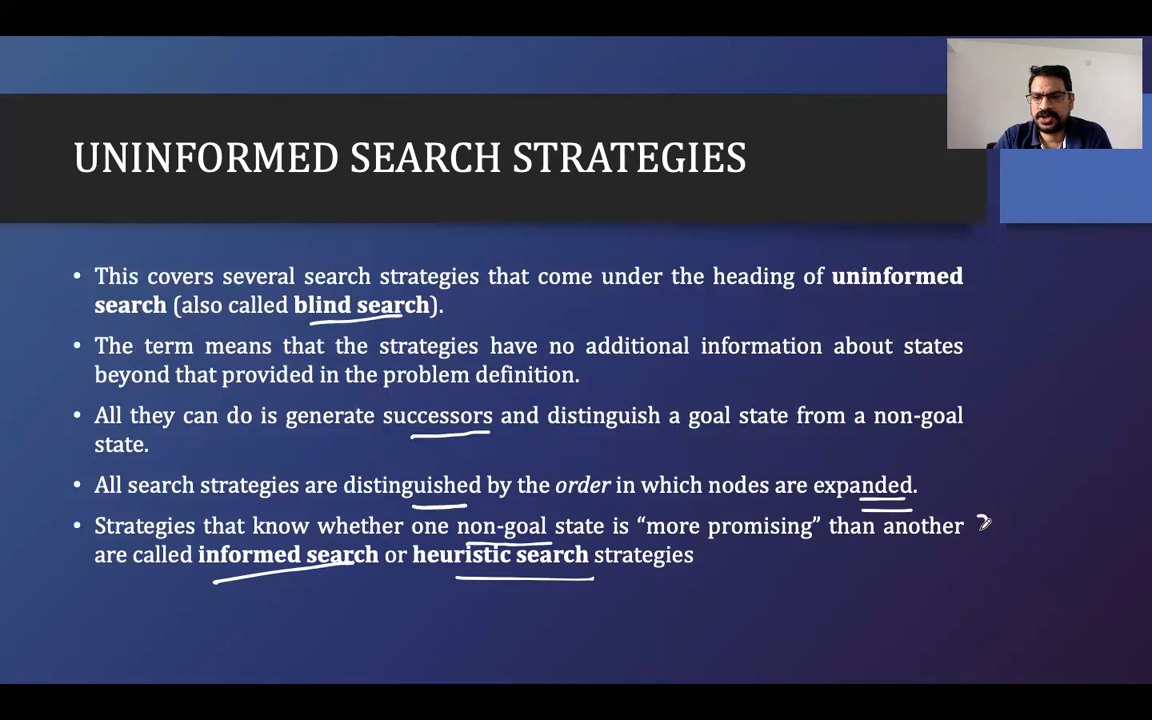 UNINFORMED SEARCH STRATEGIES
• This covers several search strategies that come under the heading of uninformed
search (also called blind search).
• The term means that the strategies have no additional information about states
beyond that provided in the problem definition.
• All they can do is generate successors and distinguish a goal state from a non-goal
state.
• All search strategies are distinguished by the order in which nodes are expanded.
• Strategies that know whether one non-goal state is “more promising” than another
are called informed search or heuristic search strategies